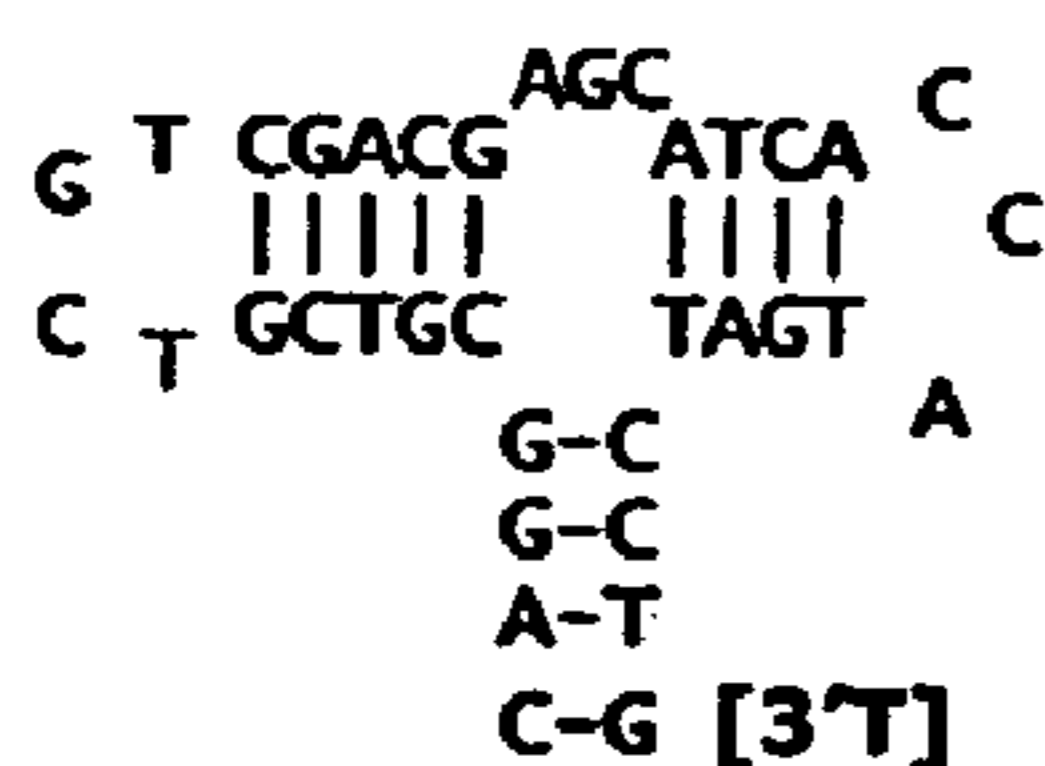 AGC
T CGACG ATCA C
G C
C T GCTGC TAGT
A
G-C
G-C
A-T
C-G [3'T]